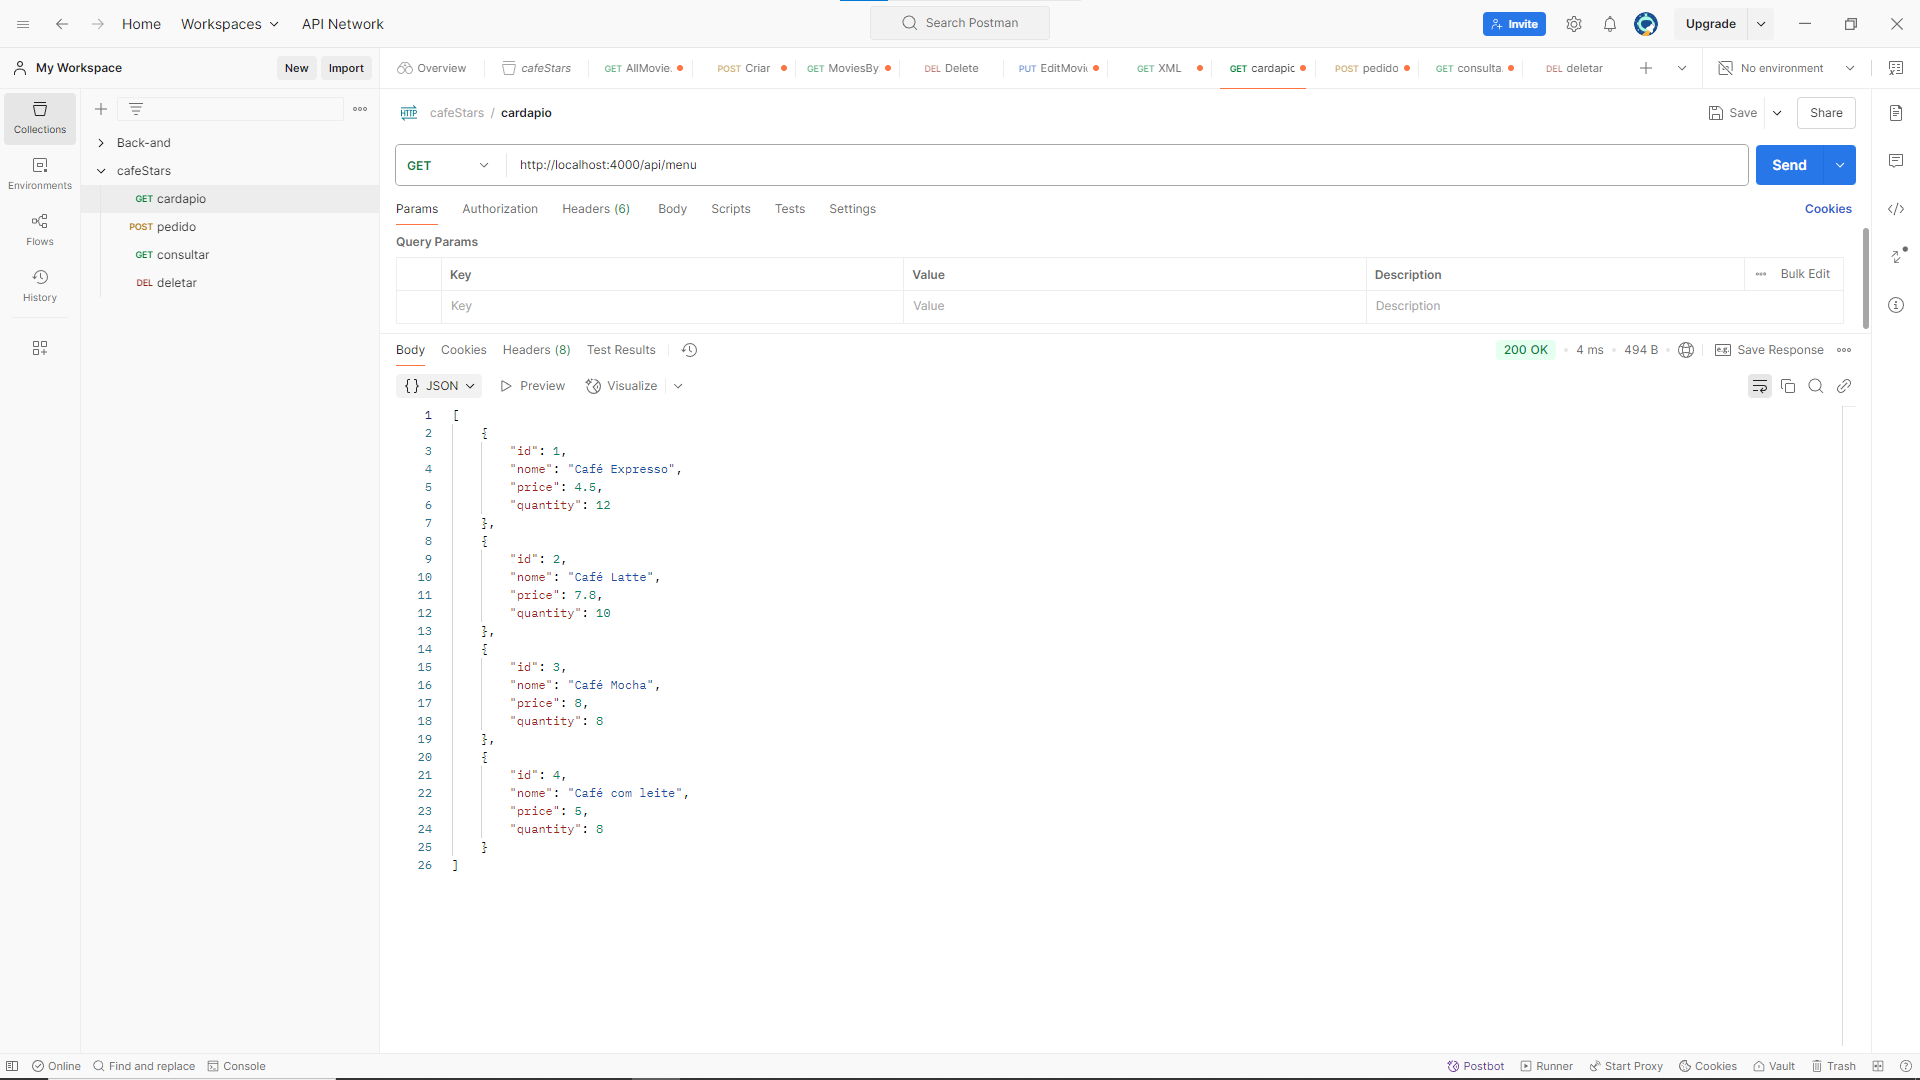 Home
Workspaces
API Network
Search Postman
Invite
Upgrade
My Workspace
New
Import
Overview
cafeStars
GET AllMovie
POST Criar
GET MoviesBy
DEL Delete
PUT EditMovi
GET XML
GET cardapic
POST pedido
GET consulta
DEL deletar
No environment
Collections
Environments
Flows
History
Back-and
cafeStars
GET cardapio
POST pedido
GET consultar
DEL deletar
HTTP
cafeStars / cardapio
Save
Share
GET
http://localhost:4000/api/menu
Send
Params
Authorization
Headers (6)
Body
Scripts
Tests
Settings
Cookies
Query Params
Key
Value
Description
Bulk Edit
Key
Value
Description
Body
Cookies
Headers (8)
Test Results
200 OK
4 ms
494 B
e.g.
Save Response
{} JSON
Preview
Visualize
1 [
2 {
3 "id": 1,
4 "nome": "Café Expresso",
5 "price": 4.5,
6 "quantity": 12
7 },
8 {
9 "id": 2,
10 "nome": "Café Latte",
11 "price": 7.8,
12 "quantity": 10
13 },
14 {
15 "id": 3,
16 "nome": "Café Mocha",
17 "price": 8,
18 "quantity": 8
19 },
20 {
21 "id": 4,
22 "nome": "Café com leite",
23 "price": 5,
24 "quantity": 8
25 }
26 ]
Online
Find and replace
Console
Postbot
Runner
Start Proxy
Cookies
Vault
Trash